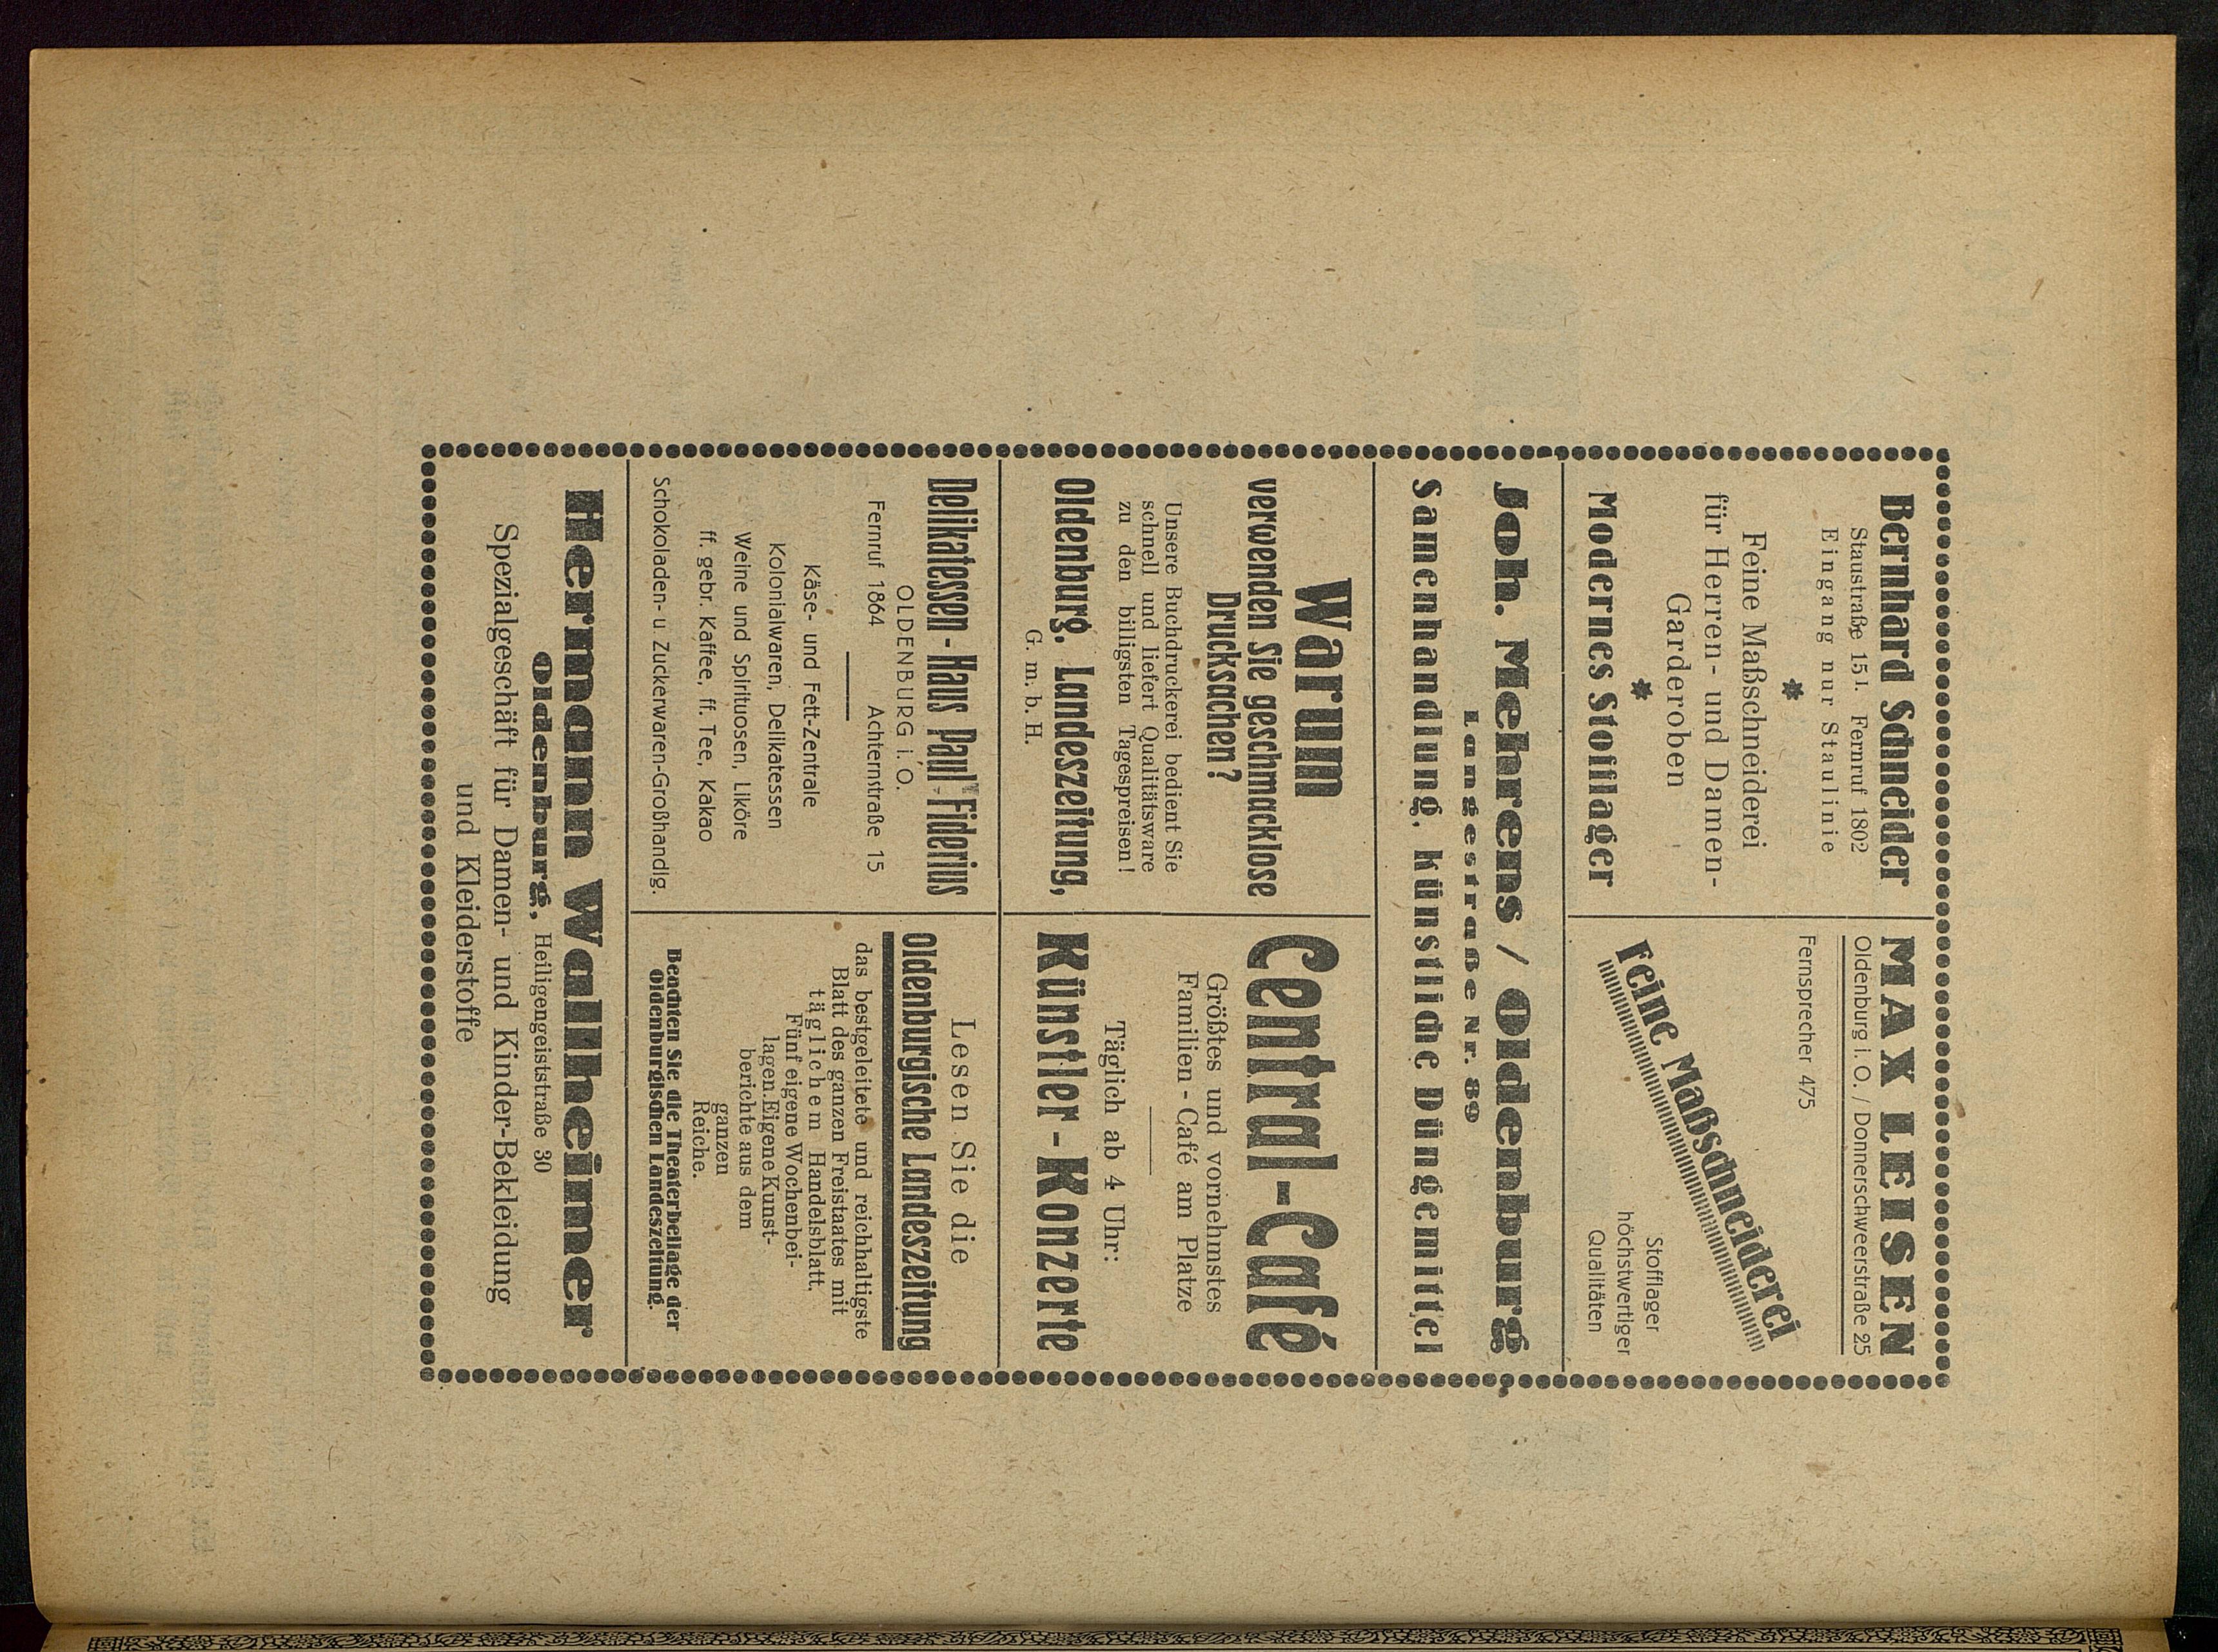 Bernhard Schneider
Staustraße 15 I. Fernruf 1802
Eingang nur Staulinie
Feine Maßschneiderei
für Herren- und Damen-
Garderoben
Modernes Stofflager
MAX LEISEN
Oldenburg i. O. / Donnerschweerstraße 25
Fernsprecher 475
Feine Maßschneiderei
Stofflager
höchstwertiger
Qualitäten
Joh. Mehrens / Oldenburg
Langestraße Nr. 89
Samenhandlung, künstliche Düngemittel
Warum
verwenden Sie geschmacklose
Drucksachen?
Unsere Buchdruckerei bedient Sie
schnell und liefert Qualitätsware
zu den billigsten Tagespreisen!
Oldenburg. Landeszeitung,
G. m. b. H.
Central-Café
Größtes und vornehmstes
Familien-Café am Platze
Täglich ab 4 Uhr:
Künstler-Konzerte
Delikatessen-Haus Paul Fiderius
OLDENBURG i. O.
Fernruf 1864 Achternstraße 15
Käse- und Fett-Zentrale
Kolonialwaren, Delikatessen
Weine und Spirituosen, Liköre
ff. gebr. Kaffee, ff. Tee, Kakao
Schokoladen- u. Zuckerwaren-Großhandlg.
Lesen Sie die
Oldenburgische Landeszeitung
das bestgeleitete und reichhaltigste
Blatt des ganzen Freistaates mit
täglichem Handelsblatt.
Fünf eigene Wochenbei-
lagen. Eigene Kunst-
berichte aus dem
ganzen
Reiche.
Beachten Sie die Theaterbeilage der
Oldenburgischen Landeszeitung.
Hermann Wallheimer
Oldenburg, Heiligengeiststraße 30
Spezialgeschäft für Damen- und Kinder-Bekleidung
und Kleiderstoffe